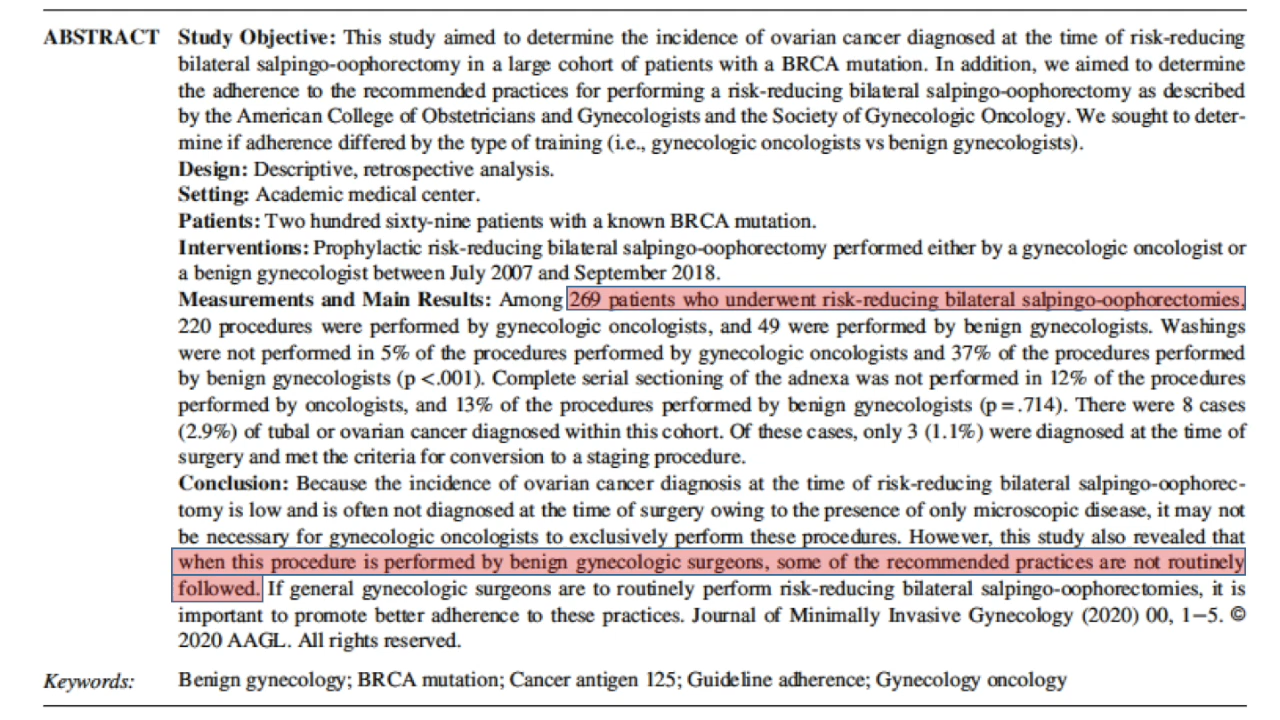 ABSTRACT Study Objective: This study aimed to determine the incidence of ovarian cancer diagnosed at the time of risk-reducing
bilateral salpingo-oophorectomy in a large cohort of patients with a BRCA mutation. In addition, we aimed to determine
the adherence to the recommended practices for performing a risk-reducing bilateral salpingo-oophorectomy as described
by the American College of Obstetricians and Gynecologists and the Society of Gynecologic Oncology. We sought to deter-
mine if adherence differed by the type of training (i.e., gynecologic oncologists vs benign gynecologists).
Design: Descriptive, retrospective analysis.
Setting: Academic medical center.
Patients: Two hundred sixty-nine patients with a known BRCA mutation.
Interventions: Prophylactic risk-reducing bilateral salpingo-oophorectomy performed either by a gynecologic oncologist or
a benign gynecologist between July 2007 and September 2018.
Measurements and Main Results: Among 269 patients who underwent risk-reducing bilateral salpingo-oophorectomies,
220 procedures were performed by gynecologic oncologists, and 49 were performed by benign gynecologists. Washings
were not performed in 5% of the procedures performed by gynecologic oncologists and 37% of the procedures performed
by benign gynecologists (p <.001). Complete serial sectioning of the adnexa was not performed in 12% of the procedures
performed by oncologists, and 13% of the procedures performed by benign gynecologists (p = .714). There were 8 cases
(2.9%) of tubal or ovarian cancer diagnosed within this cohort. Of these cases, only 3 (1.1%) were diagnosed at the time of
surgery and met the criteria for conversion to a staging procedure.
Conclusion: Because the incidence of ovarian cancer diagnosis at the time of risk-reducing bilateral salpingo-oophorec-
tomy is low and is often not diagnosed at the time of surgery owing to the presence of only microscopic disease, it may not
be necessary for gynecologic oncologists to exclusively perform these procedures. However, this study also revealed that
when this procedure is performed by benign gynecologic surgeons, some of the recommended practices are not routinely
followed. If general gynecologic surgeons are to routinely perform risk-reducing bilateral salpingo-oophorectomies, it is
important to promote better adherence to these practices. Journal of Minimally Invasive Gynecology (2020) 00, 1–5. ©
2020 AAGL. All rights reserved.
Keywords: Benign gynecology; BRCA mutation; Cancer antigen 125; Guideline adherence; Gynecology oncology